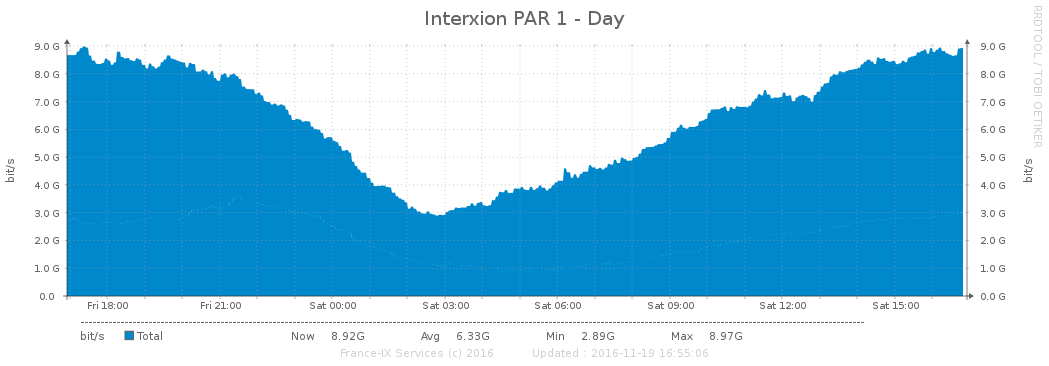 Interxion PAR 1 - Day
RRDTOOL / TOBI OETIKER
9.0 G 9.0 G
8.0 G 8.0 G
7.0 G 7.0 G
6.0 G 6.0 G
5.0 G 5.0 G
4.0 G 4.0 G
3.0 G 3.0 G
2.0 G 2.0 G
1.0 G 1.0 G
0.0 0.0 G
bit/s bit/s
Fri 18:00 Fri 21:00 Sat 00:00 Sat 03:00 Sat 06:00 Sat 09:00 Sat 12:00 Sat 15:00
bit/s Total Now 8.92G Avg 6.33G Min 2.89G Max 8.97G
France-IX Services (c) 2016 Updated : 2016-11-19 16:55:06